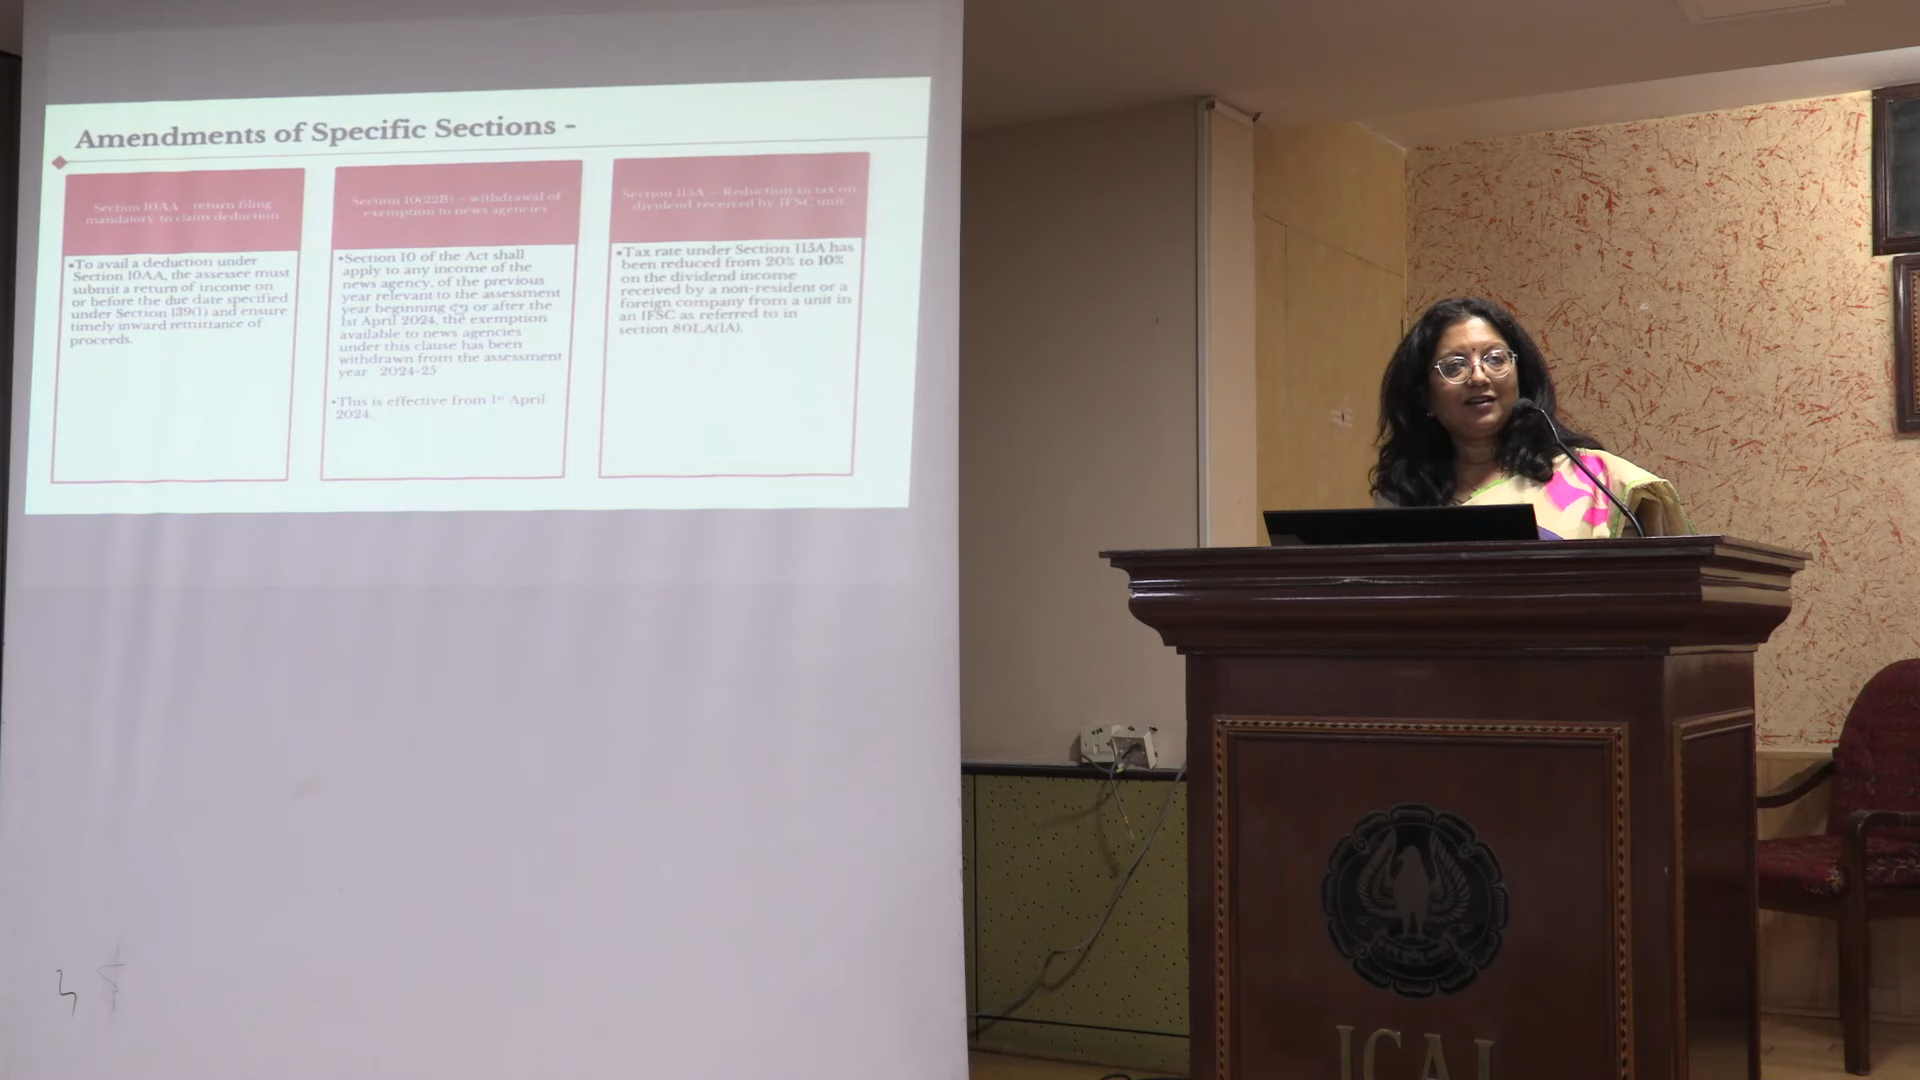 Amendments of Specific Sections -
Section 10AA - return filing
mandatory to claim deduction
•To avail a deduction under
Section 10AA, the assessee must
submit a return of income on
or before the due date specified
under Section 139(1) and ensure
timely inward remittance of
proceeds.
Section 10(22B) - withdrawal of
exemption to news agencies
•Section 10 of the Act shall
apply to any income of the
news agency, of the previous
year relevant to the assessment
year beginning or after the
1st April 2024, the exemption
available to news agencies
under this clause has been
withdrawn from the assessment
year 2024-25
•This is effective from 1st April
2024.
Section 115A - Reduction in tax on
dividend received by IFSC unit
•Tax rate under Section 115A has
been reduced from 20% to 10%
on the dividend income
received by a non-resident or a
foreign company from a unit in
an IFSC as referred to in
section 80LA(1A).
ICAI